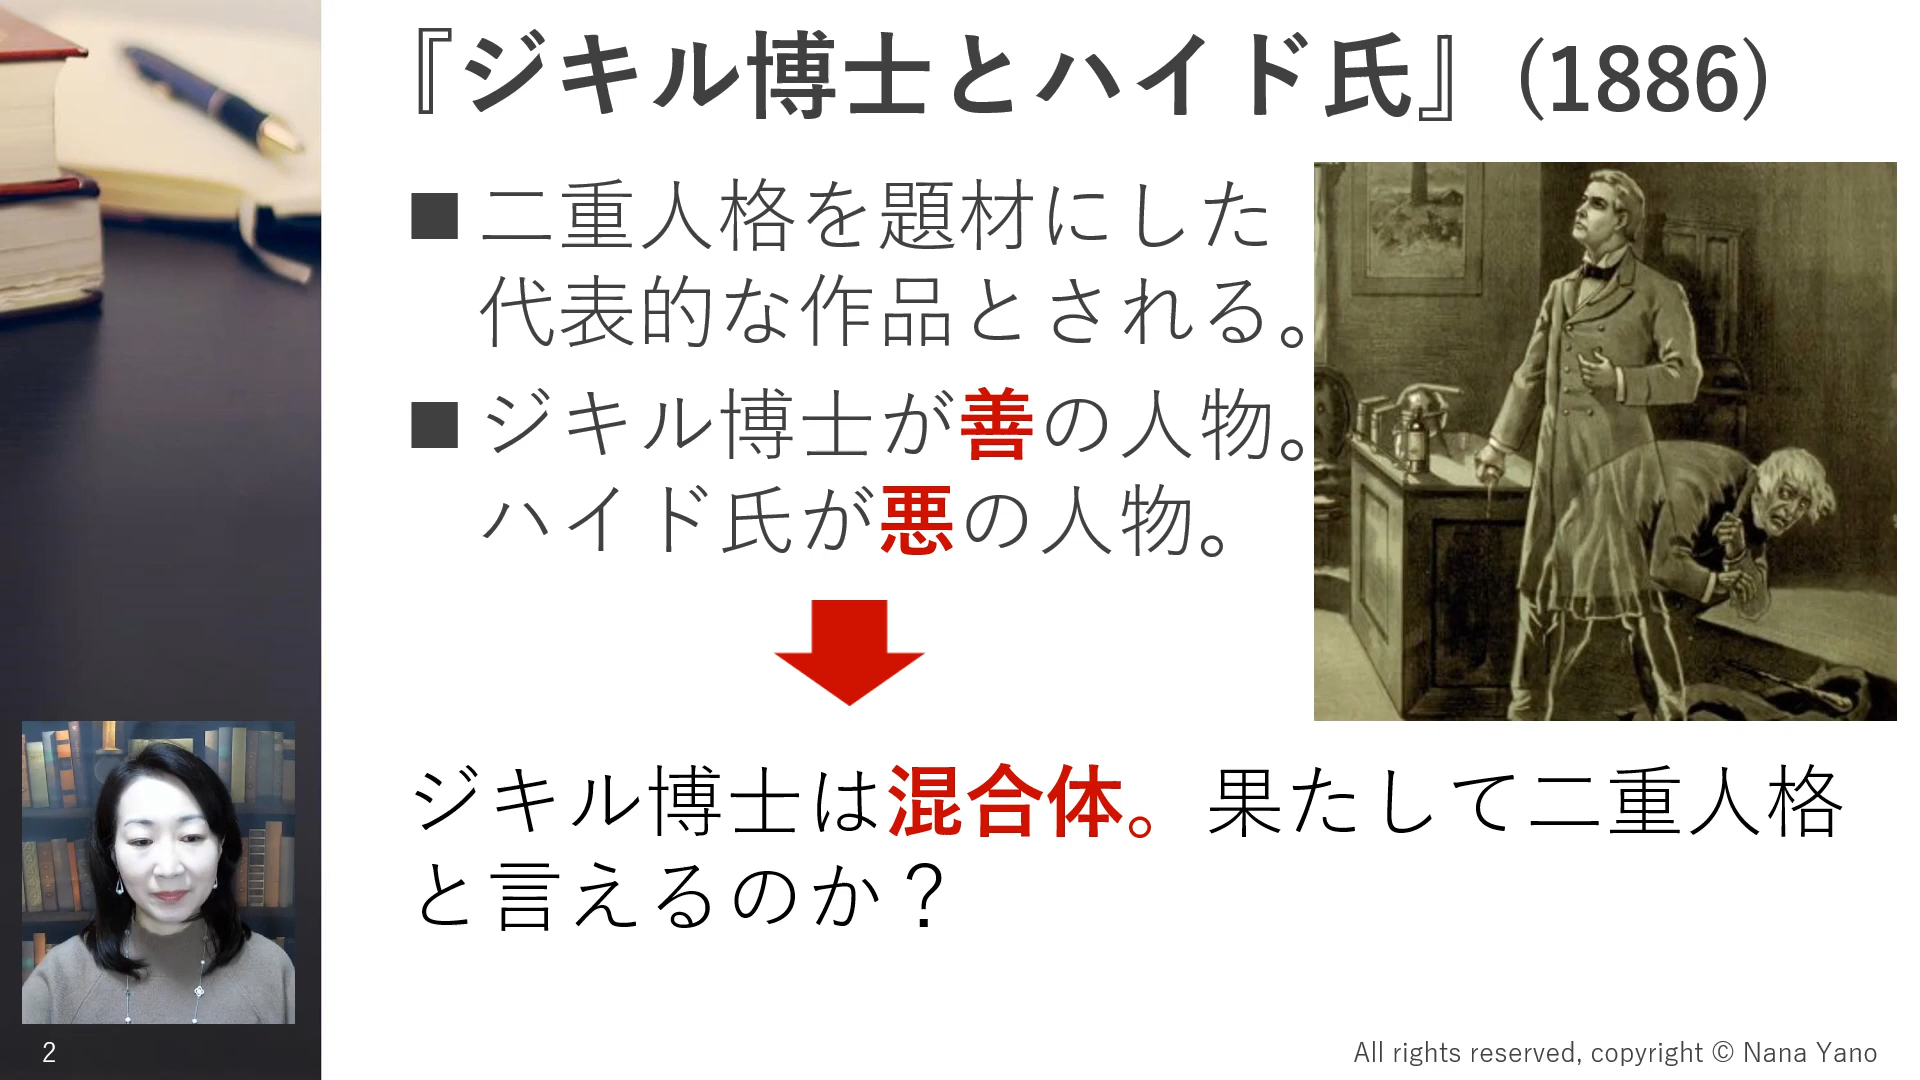 『ジキル博士とハイド氏』(1886)
■二重人格を題材にした
代表的な作品とされる。
■ジキル博士が善の人物。
ハイド氏が悪の人物。
ジキル博士は混合体。果たして二重人格
と言えるのか？
2
All rights reserved, copyright © Nana Yano